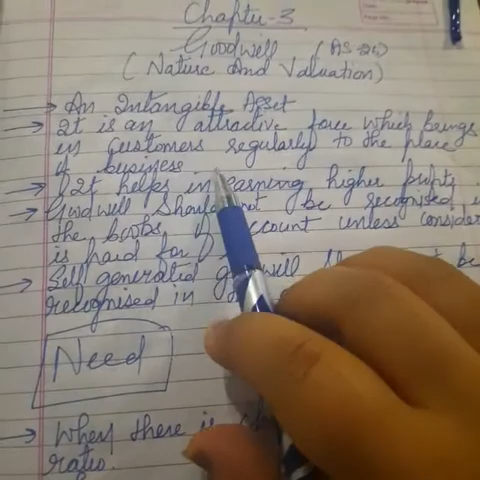 Chapter-3
Goodwill (AS-26)
(Nature And Valuation)
→ An Intangible Asset
→ It is an attractive force which brings
in customers regularly to the place
of business.
→ It helps in earning higher profits
→ Goodwill should not be recognised
the books of account unless consider
is paid for
→ Self generated goodwill be
recognised in
Need
→ When there is
ratio.